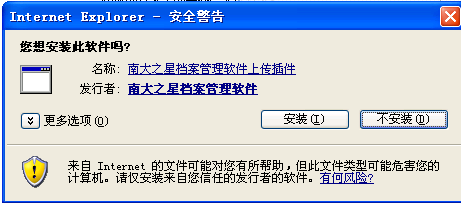 Internet Explorer - 安全警告
您想安装此软件吗?
名称: 南大之星档案管理软件上传插件
发行者: 南大之星档案管理软件
更多选项(O)
安装(I)
不安装(D)
来自 Internet 的文件可能对您有所帮助,但此文件类型可能危害您的
计算机。请仅安装来自您信任的发行者的软件。有何风险?